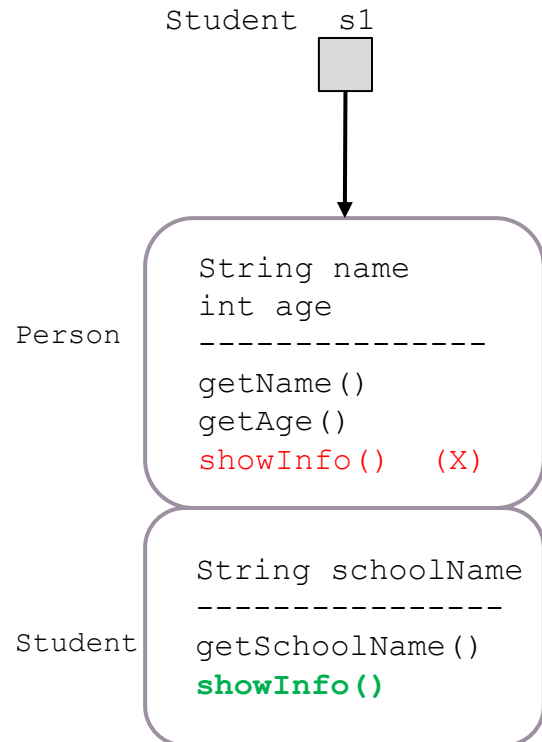 Student s1
String name
int age
Person
---------------
getName()
getAge()
showInfo() (X)
String schoolName
----------------
Student
getSchoolName()
showInfo()